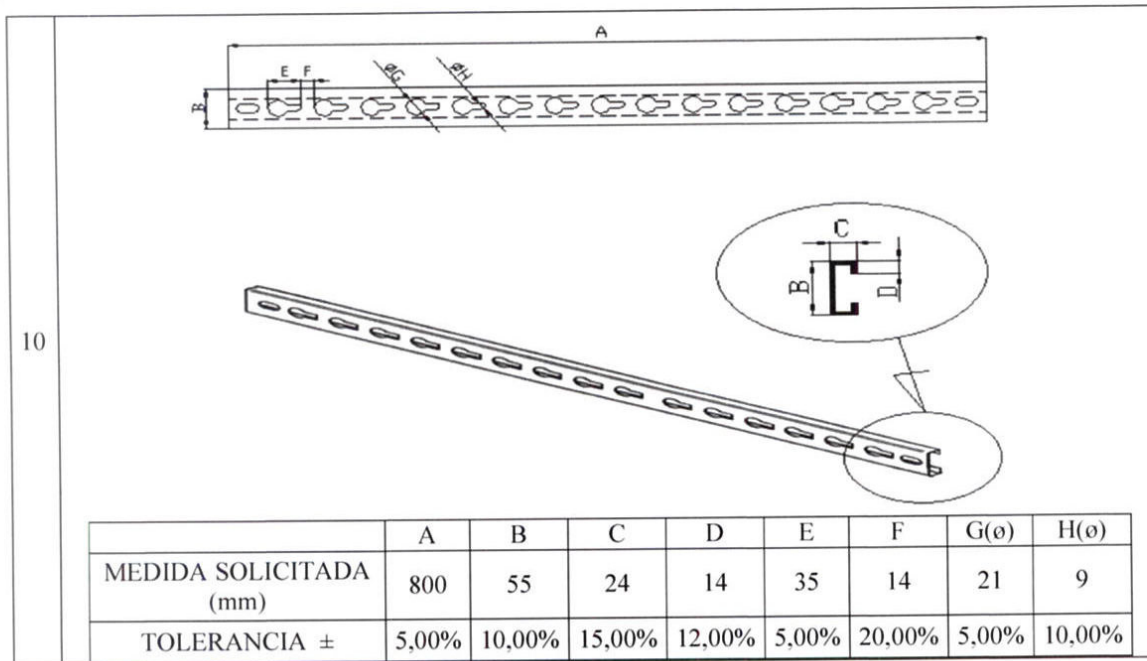 10
A
E F ØG ØH
B
C
B D
A B C D E F G(ø) H(ø)
MEDIDA SOLICITADA (mm) 800 55 24 14 35 14 21 9
TOLERANCIA ± 5,00% 10,00% 15,00% 12,00% 5,00% 20,00% 5,00% 10,00%